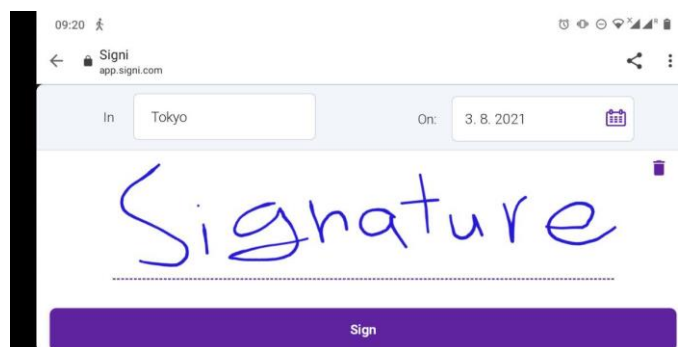 09:20
Signi
app.signi.com
In Tokyo On: 3. 8. 2021
Signature
Sign